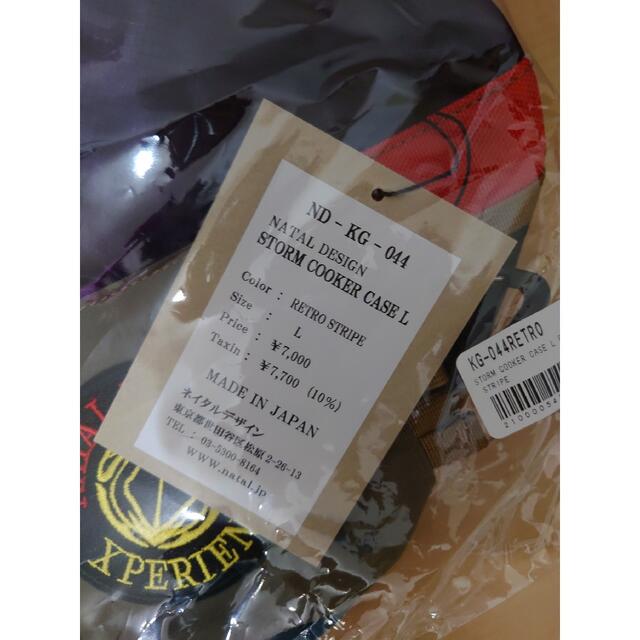 ND - KG - 044
NATAL DESIGN
STORM COOKER CASE L
Color : RETRO STRIPE
Size : L
Price : ¥7,000
Taxin : ¥7,700 (10%)
MADE IN JAPAN
ネイタルデザイン
東京都世田谷区松原2-26-13
TEL : 03-5300-8164
www.natal.jp
KG-044RETRO
STORM COOKER CASE L
STRIPE
21000054
XPERIEN